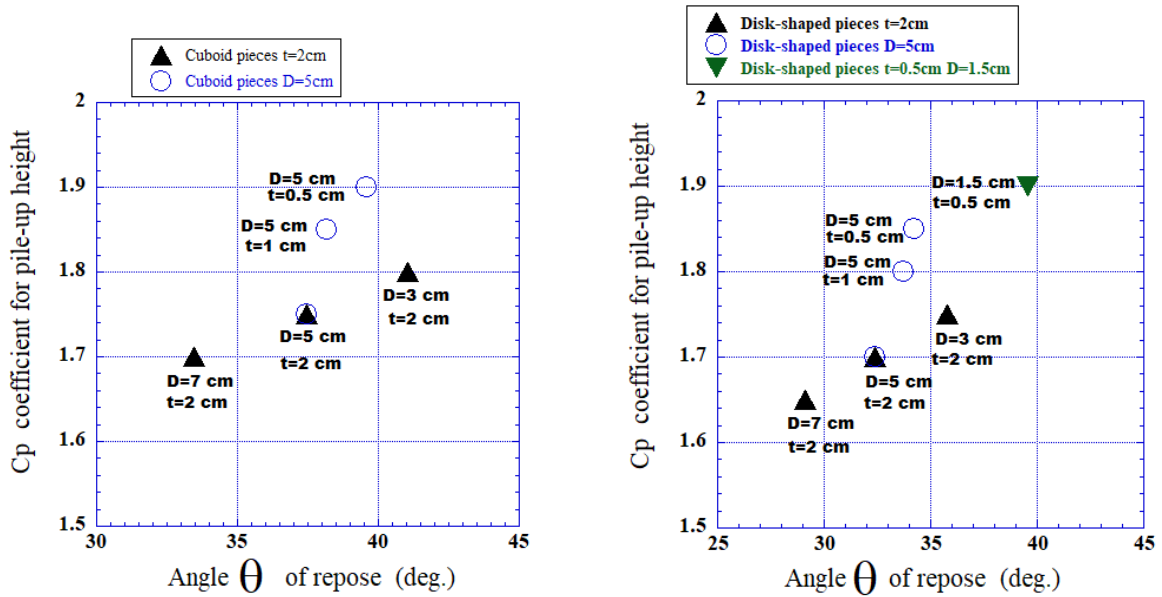 Cuboid pieces t=2cm
Cuboid pieces D=5cm
2
1.9
1.8
1.7
1.6
1.5
30
35
40
45
Cp coefficient for pile-up height
Angle θ of repose (deg.)
D=5 cm
t=0.5 cm
D=5 cm
t=1 cm
D=3 cm
t=2 cm
D=5 cm
t=2 cm
D=7 cm
t=2 cm
Disk-shaped pieces t=2cm
Disk-shaped pieces D=5cm
Disk-shaped pieces t=0.5cm D=1.5cm
2
1.9
1.8
1.7
1.6
1.5
25
30
35
40
45
Cp coefficient for pile-up height
Angle θ of repose (deg.)
D=1.5 cm
t=0.5 cm
D=5 cm
t=0.5 cm
D=5 cm
t=1 cm
D=3 cm
t=2 cm
D=5 cm
t=2 cm
D=7 cm
t=2 cm